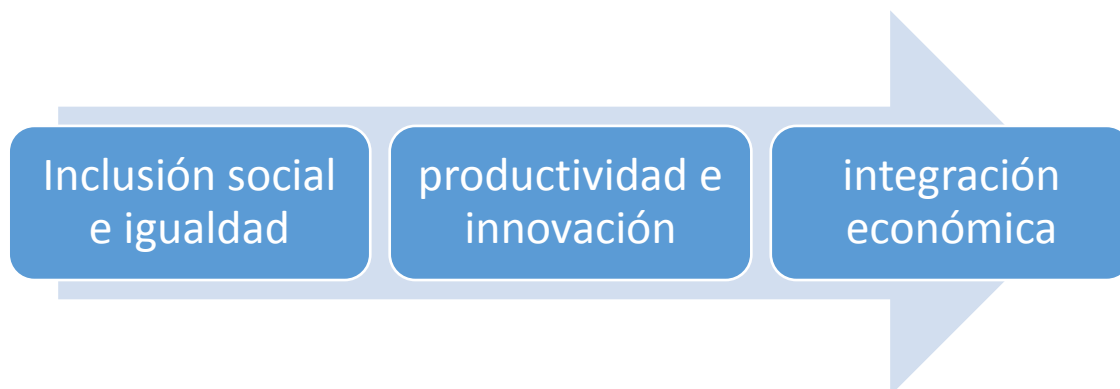 Inclusión social
e igualdad
productividad e
innovación
integración
económica